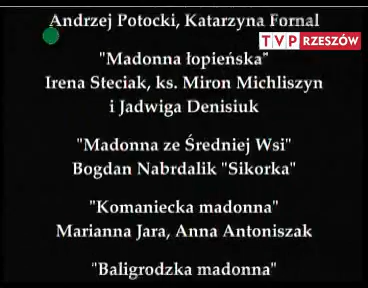 Andrzej Potocki, Katarzyna Fornal
TVP RZESZÓW
"Madonna łopieńska"
Irena Steciak, ks. Miron Michliszyn
i Jadwiga Denisiuk
"Madonna ze Średniej Wsi"
Bogdan Nabrdalik "Sikorka"
"Komaniecka madonna"
Marianna Jara, Anna Antoniszak
"Baligrodzka madonna"